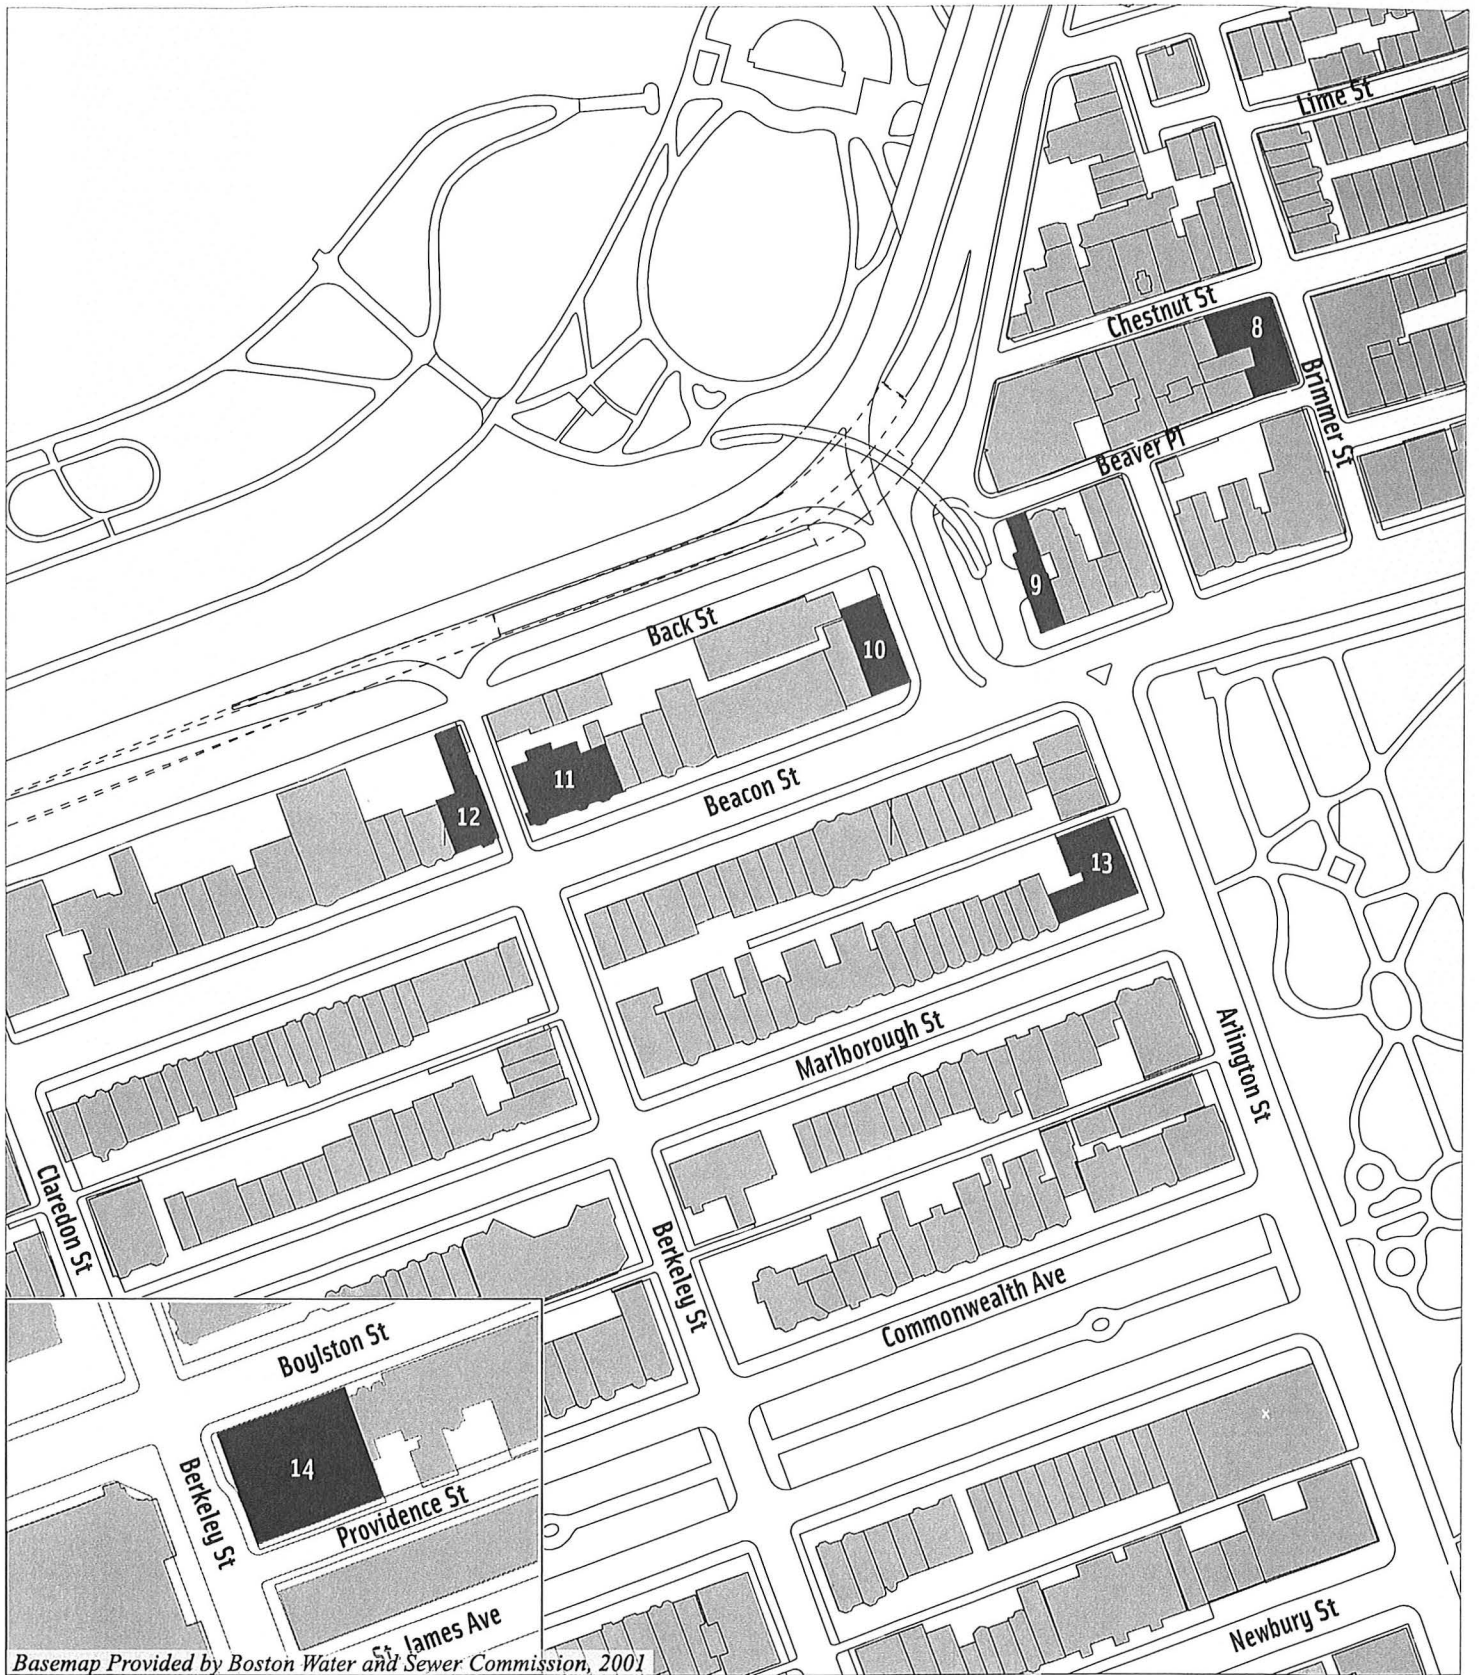 Lime St
Chestnut St
8
Brimmer St
Beaver Pl
9
Back St
10
11
Beacon St
12
13
Marlborough St
Arlington St
Claredon St
Berkeley St
Commonwealth Ave
Boylston St
14
Berkeley St
Providence St
St. James Ave
Newbury St
x
Basemap Provided by Boston Water and Sewer Commission, 2001